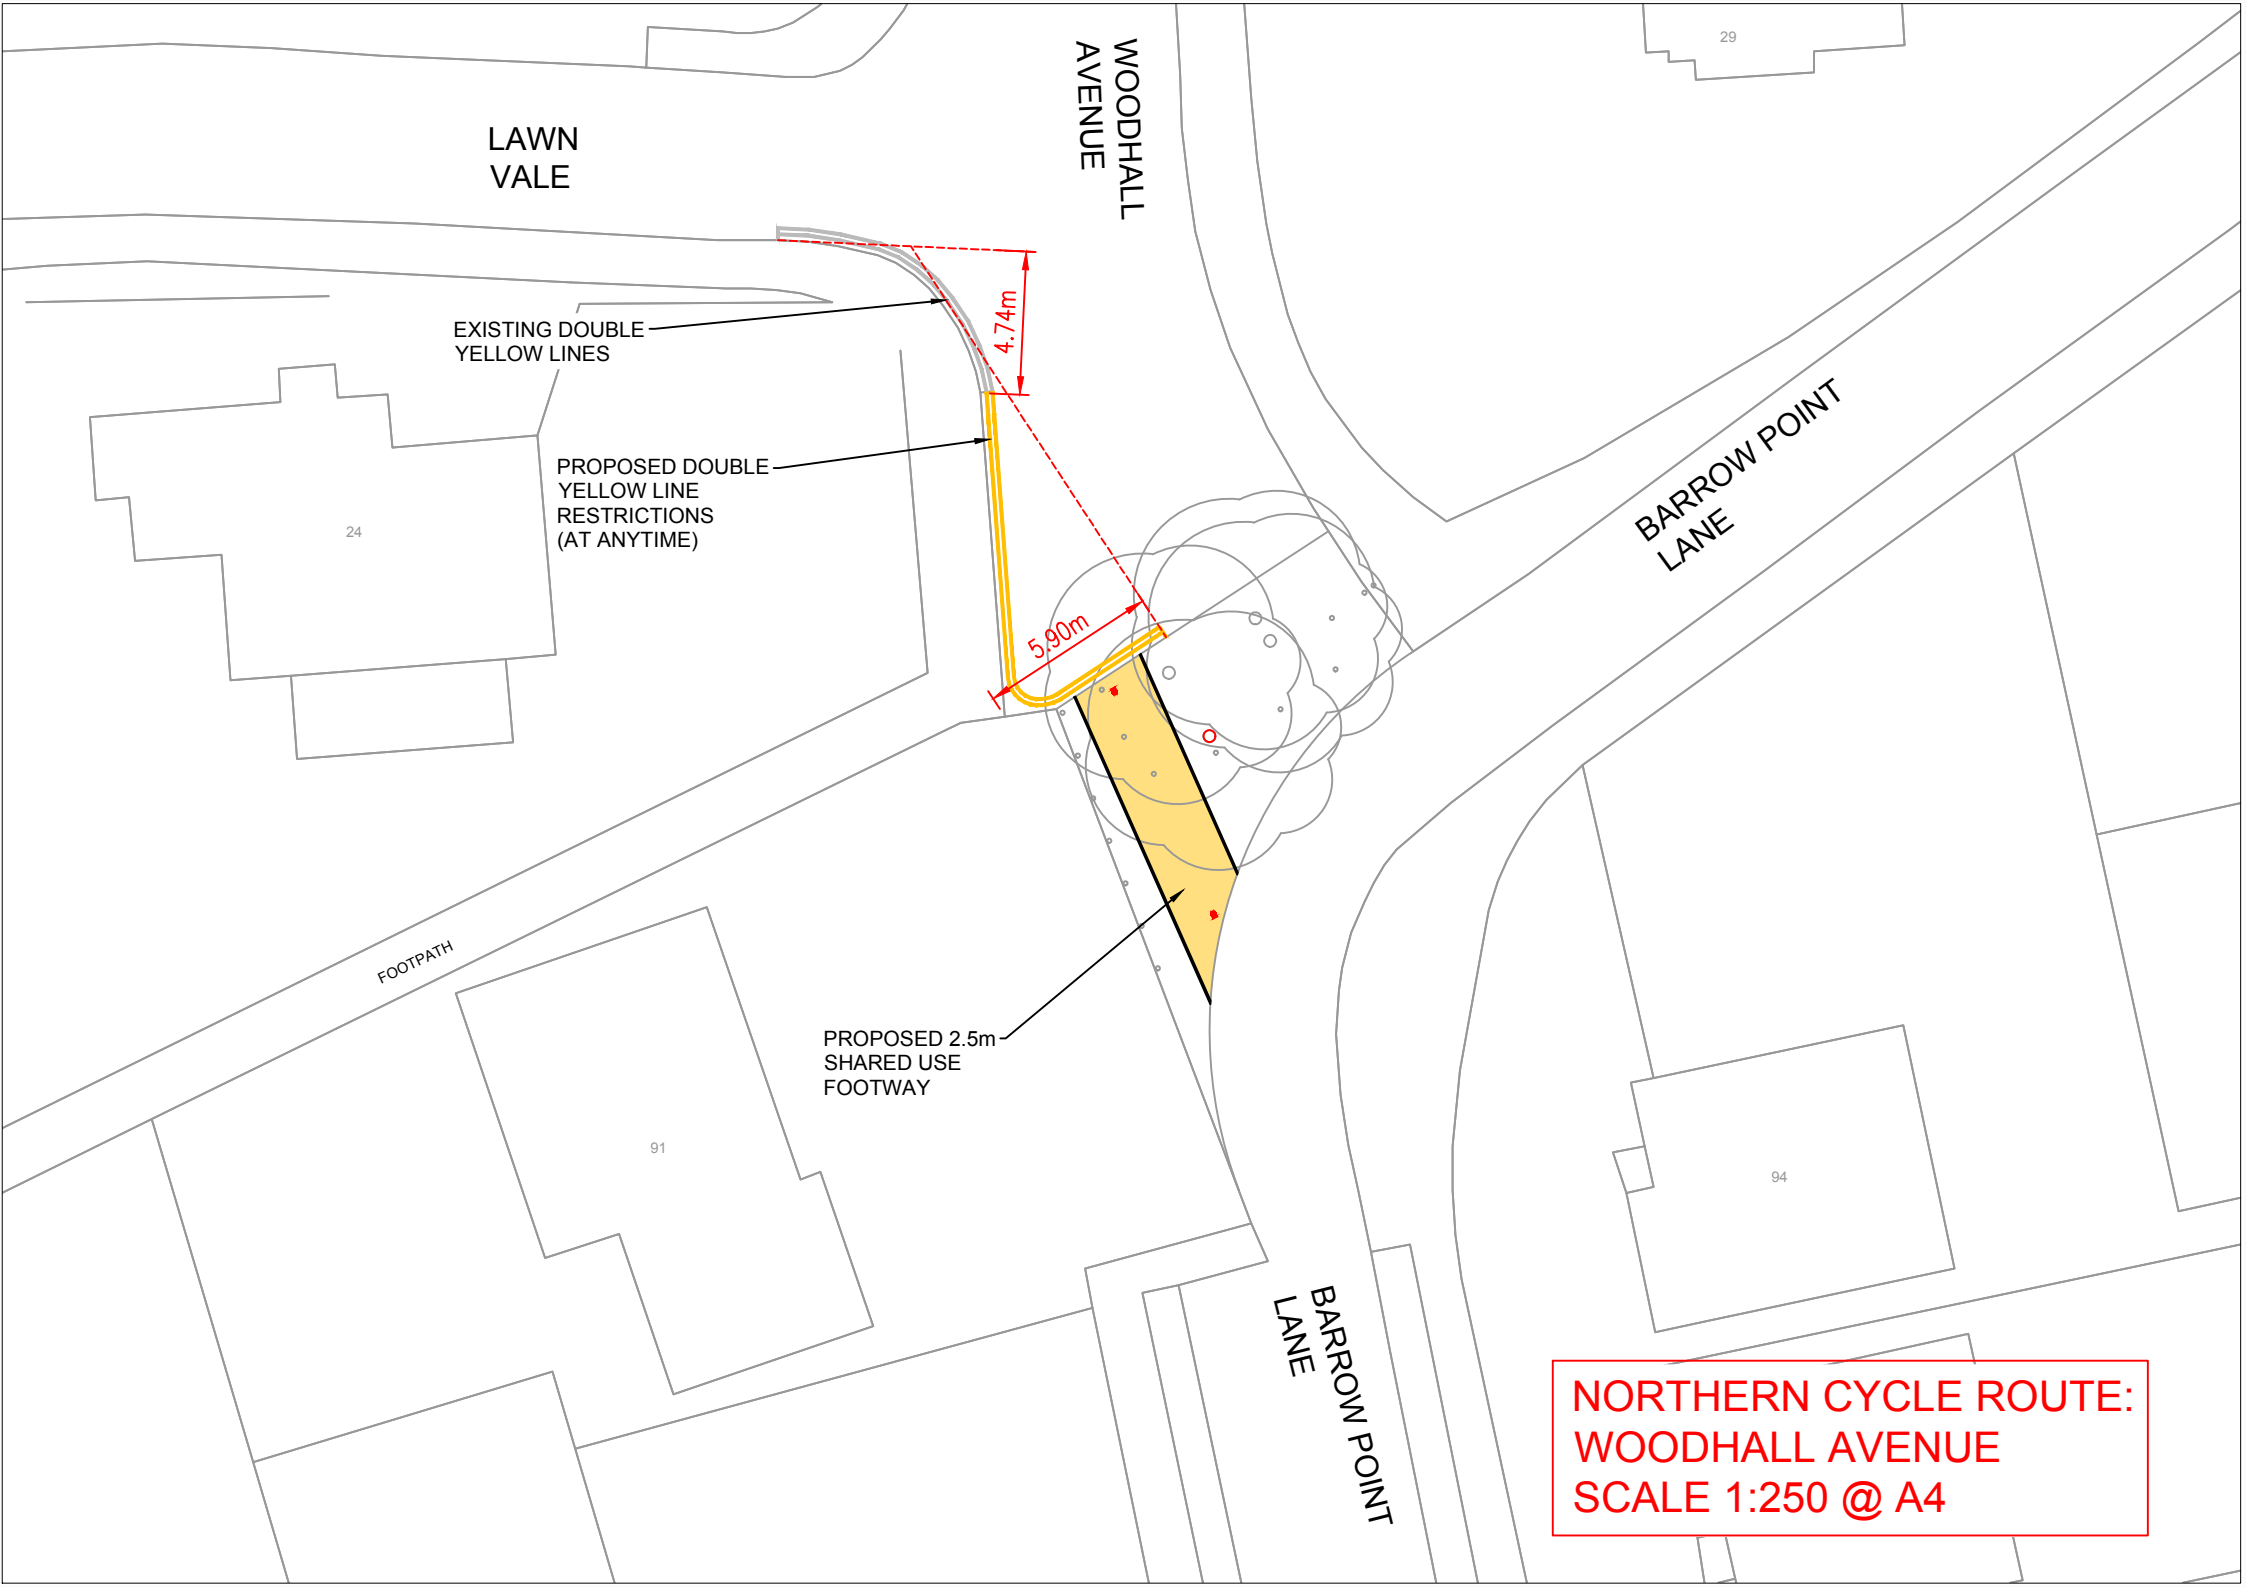 29
WOODHALL
AVENUE
LAWN
VALE
4.74m
EXISTING DOUBLE
YELLOW LINES
BARROW POINT
LANE
PROPOSED DOUBLE
YELLOW LINE
RESTRICTIONS
(AT ANYTIME)
24
5.90m
FOOTPATH
PROPOSED 2.5m
SHARED USE
FOOTWAY
91
94
BARROW POINT
LANE
NORTHERN CYCLE ROUTE:
WOODHALL AVENUE
SCALE 1:250 @ A4